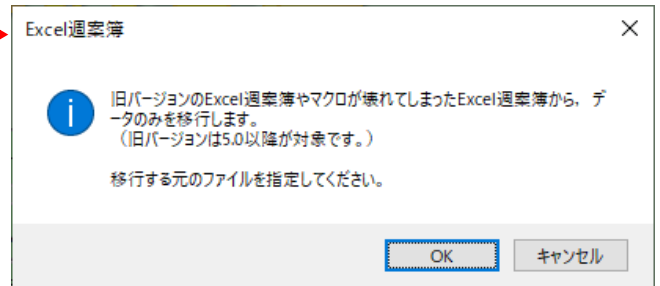 Excel週案簿
旧バージョンのExcel週案簿やマクロが壊れてしまったExcel週案簿から，デ
ータのみを移行します。
（旧バージョンは5.0以降が対象です。）
移行する元のファイルを指定してください。
OK
キャンセル